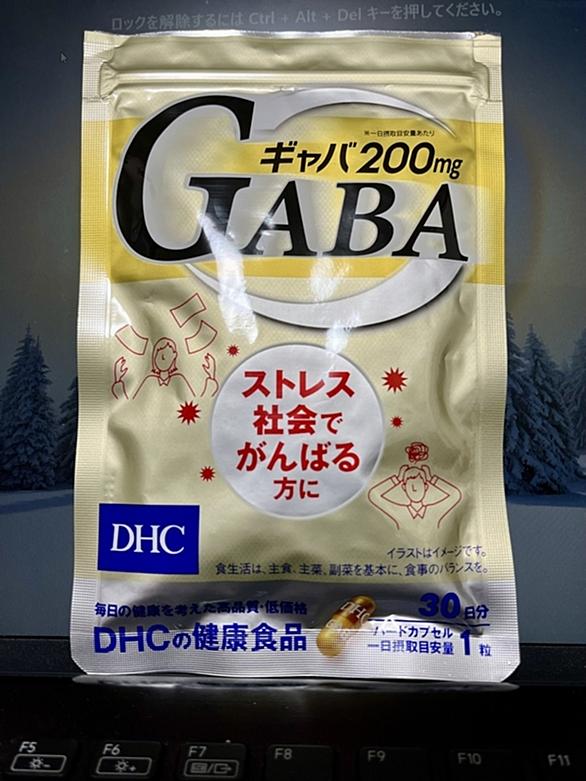 ロックを解除するには Ctrl + Alt + Del キーを押してください。
※一日摂取目安量あたり
ギャバ200mg
GABA
ストレス
社会で
がんばる
方に
DHC
イラストはイメージです。
食生活は、主食、主菜、副菜を基本に、食事のバランスを。
毎日の健康を考えた高品質・低価格
DHCの健康食品
DHC
30日分
ハードカプセル
一日摂取目安量 1粒
F5
F6
F7
F8
F9
F10
F11